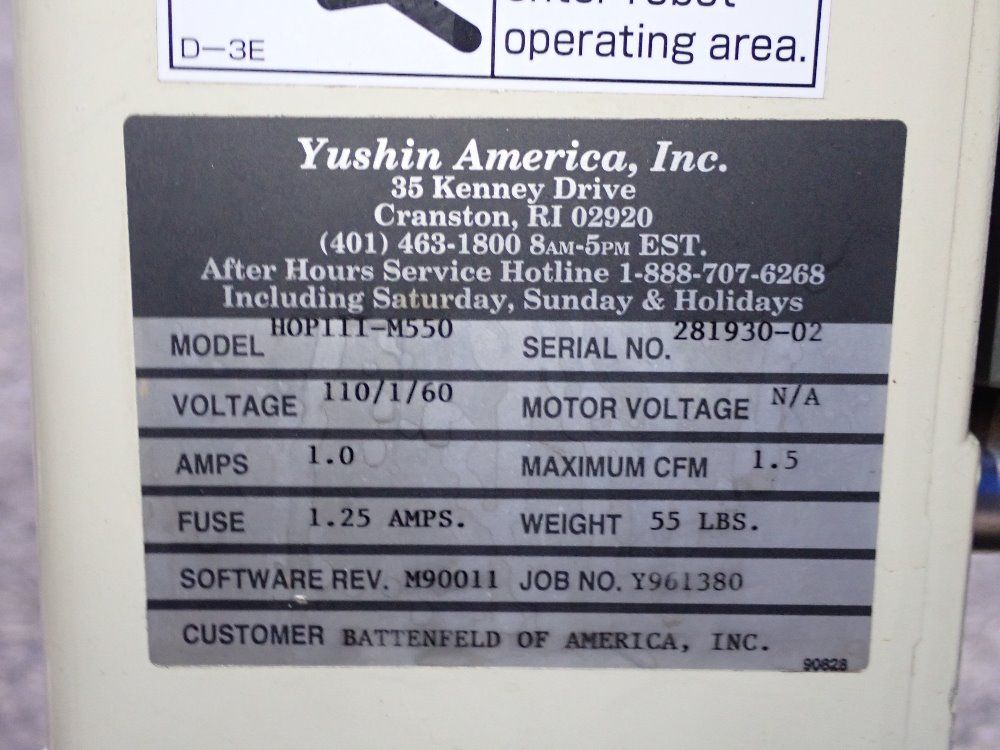 enter robot
operating area.
D-3E
Yushin America, Inc.
35 Kenney Drive
Cranston, RI 02920
(401) 463-1800 8AM-5PM EST.
After Hours Service Hotline 1-888-707-6268
Including Saturday, Sunday & Holidays
MODEL HOPIII-M550 SERIAL NO. 281930-02
VOLTAGE 110/1/60 MOTOR VOLTAGE N/A
AMPS 1.0 MAXIMUM CFM 1.5
FUSE 1.25 AMPS. WEIGHT 55 LBS.
SOFTWARE REV. M90011 JOB NO. Y961380
CUSTOMER BATTENFELD OF AMERICA, INC.
90828